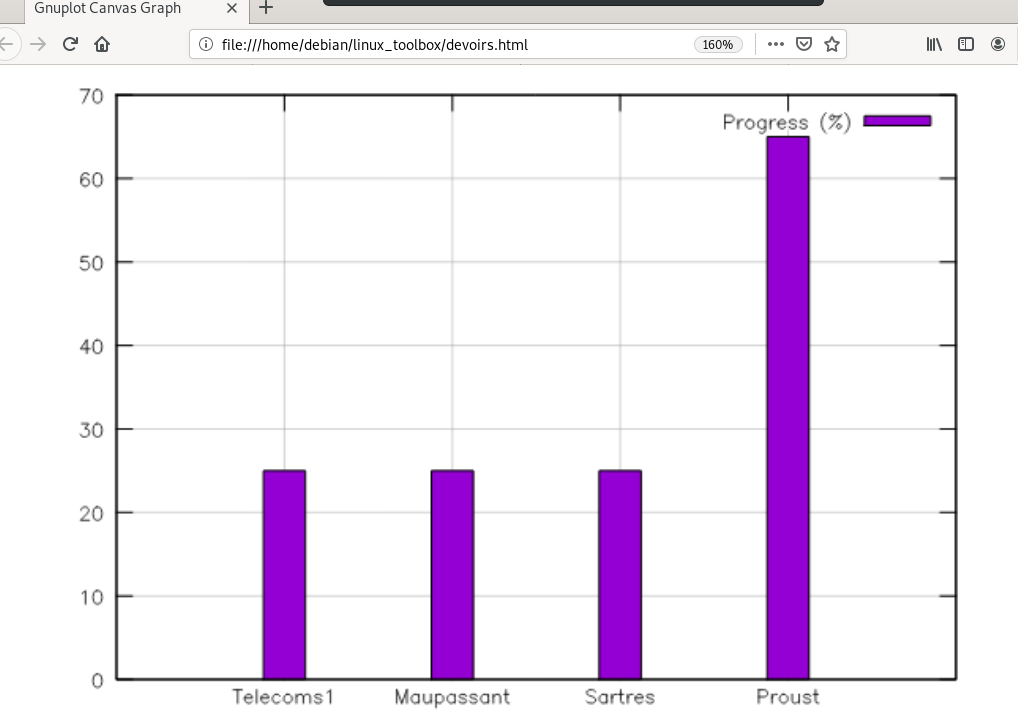 Gnuplot Canvas Graph
file:///home/debian/linux_toolbox/devoirs.html
160%
70
Progress (%)
60
50
40
30
20
10
0
Telecoms1 Maupassant Sartres Proust